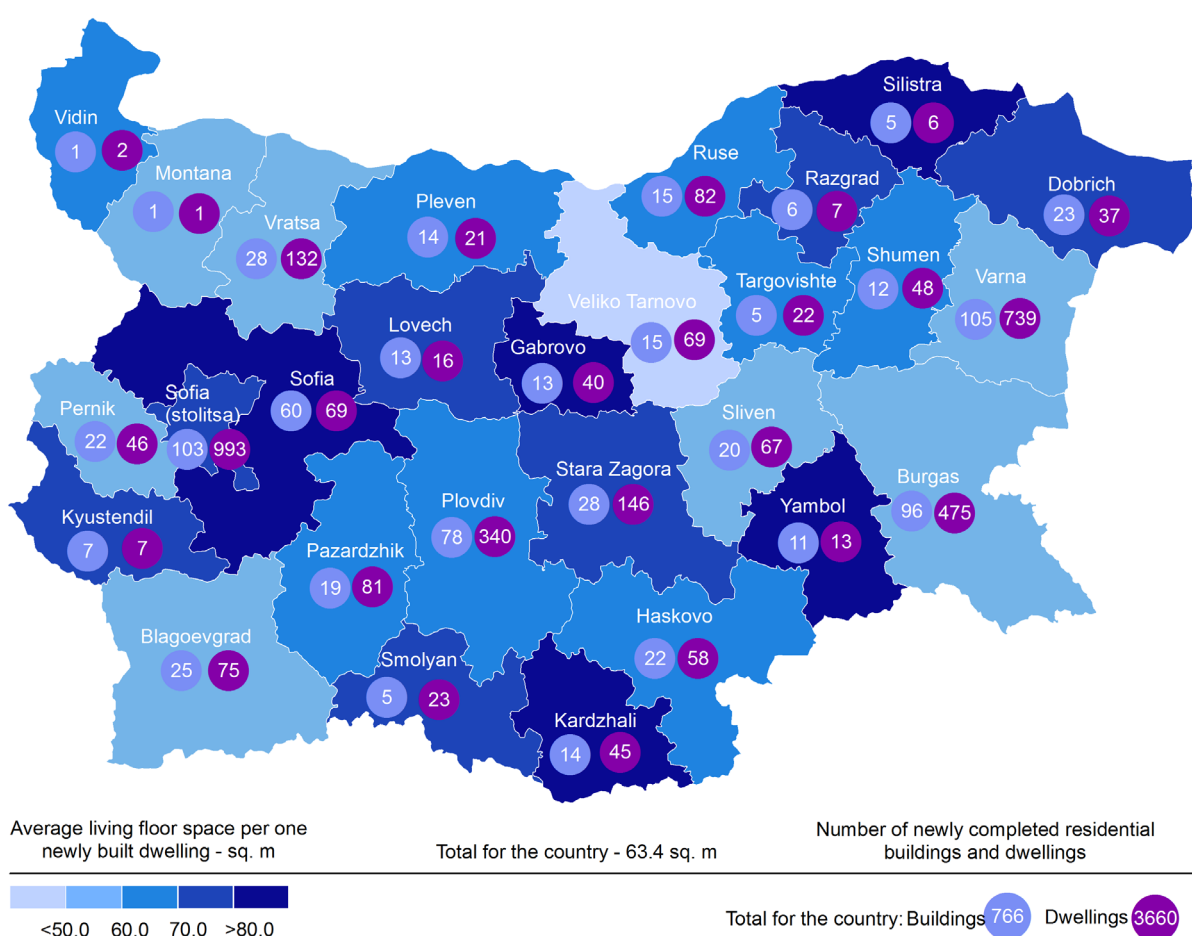 Silistra
5 6
Vidin
1 2
Ruse
15 82
Montana
1 1
Razgrad
6 7
Dobrich
23 37
Pleven
14 21
Vratsa
28 132
Shumen
12 48
Varna
105 739
Targovishte
5 22
Veliko Tarnovo
15 69
Lovech
13 16
Gabrovo
13 40
Sofia
60 69
Sofia
(stolitsa)
103 993
Pernik
22 46
Sliven
20 67
Stara Zagora
28 146
Burgas
96 475
Plovdiv
78 340
Yambol
11 13
Kyustendil
7 7
Pazardzhik
19 81
Haskovo
22 58
Blagoevgrad
25 75
Smolyan
5 23
Kardzhali
14 45
Average living floor space per one
newly built dwelling - sq. m
Total for the country - 63.4 sq. m
Number of newly completed residential
buildings and dwellings
<50.0 60.0 70.0 >80.0
Total for the country: Buildings 766 Dwellings 3660